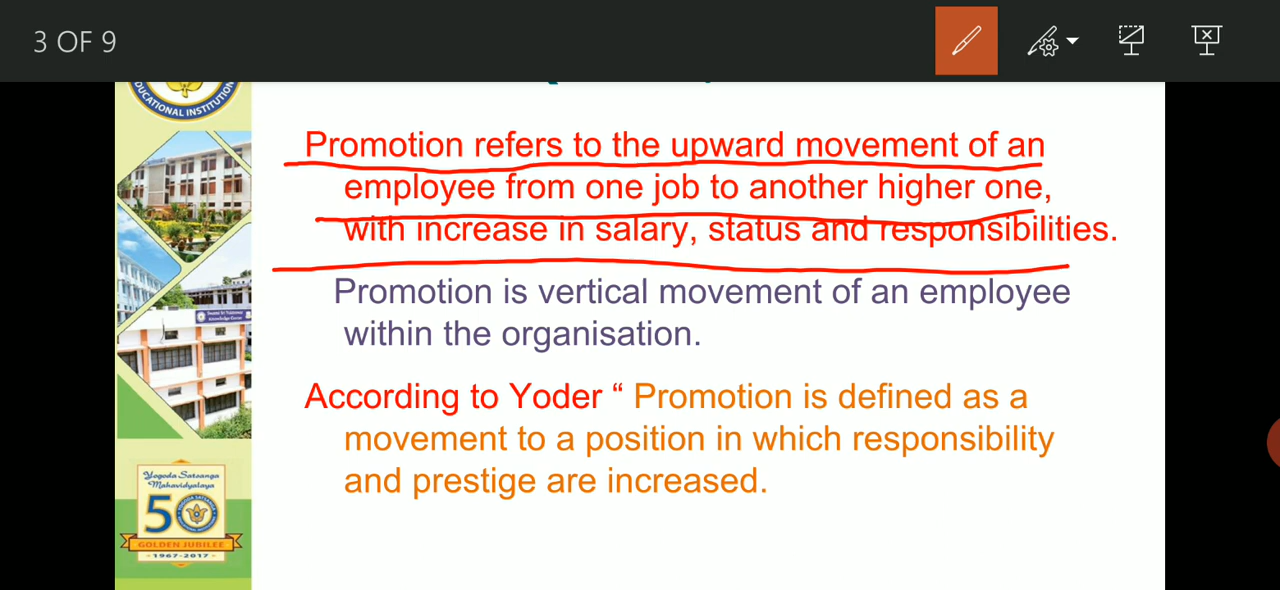 3 OF 9
UCATIONAL INSTITUTION
Promotion refers to the upward movement of an
employee from one job to another higher one,
with increase in salary, status and responsibilities.
Promotion is vertical movement of an employee
within the organisation.
According to Yoder “ Promotion is defined as a
movement to a position in which responsibility
and prestige are increased.
Yogoda Satsanga
Mahavidyalaya
50
GOLDEN JUBILEE
-1967-2017-